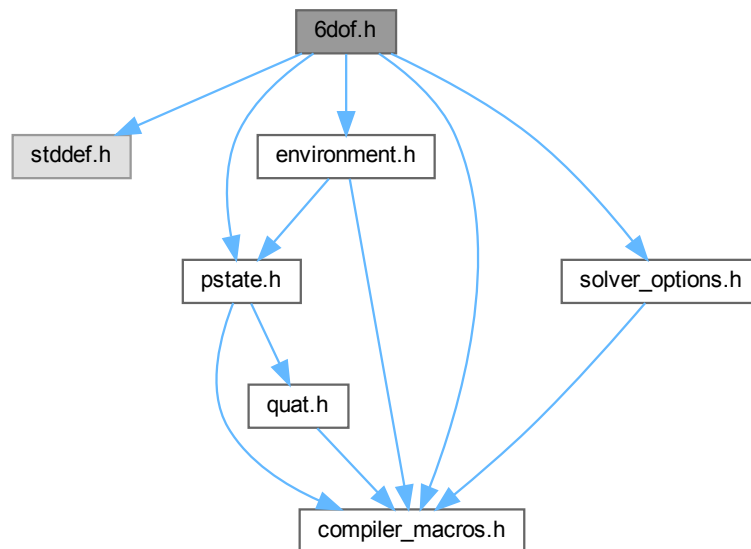 6dof.h
stddef.h
environment.h
pstate.h
solver_options.h
quat.h
compiler_macros.h